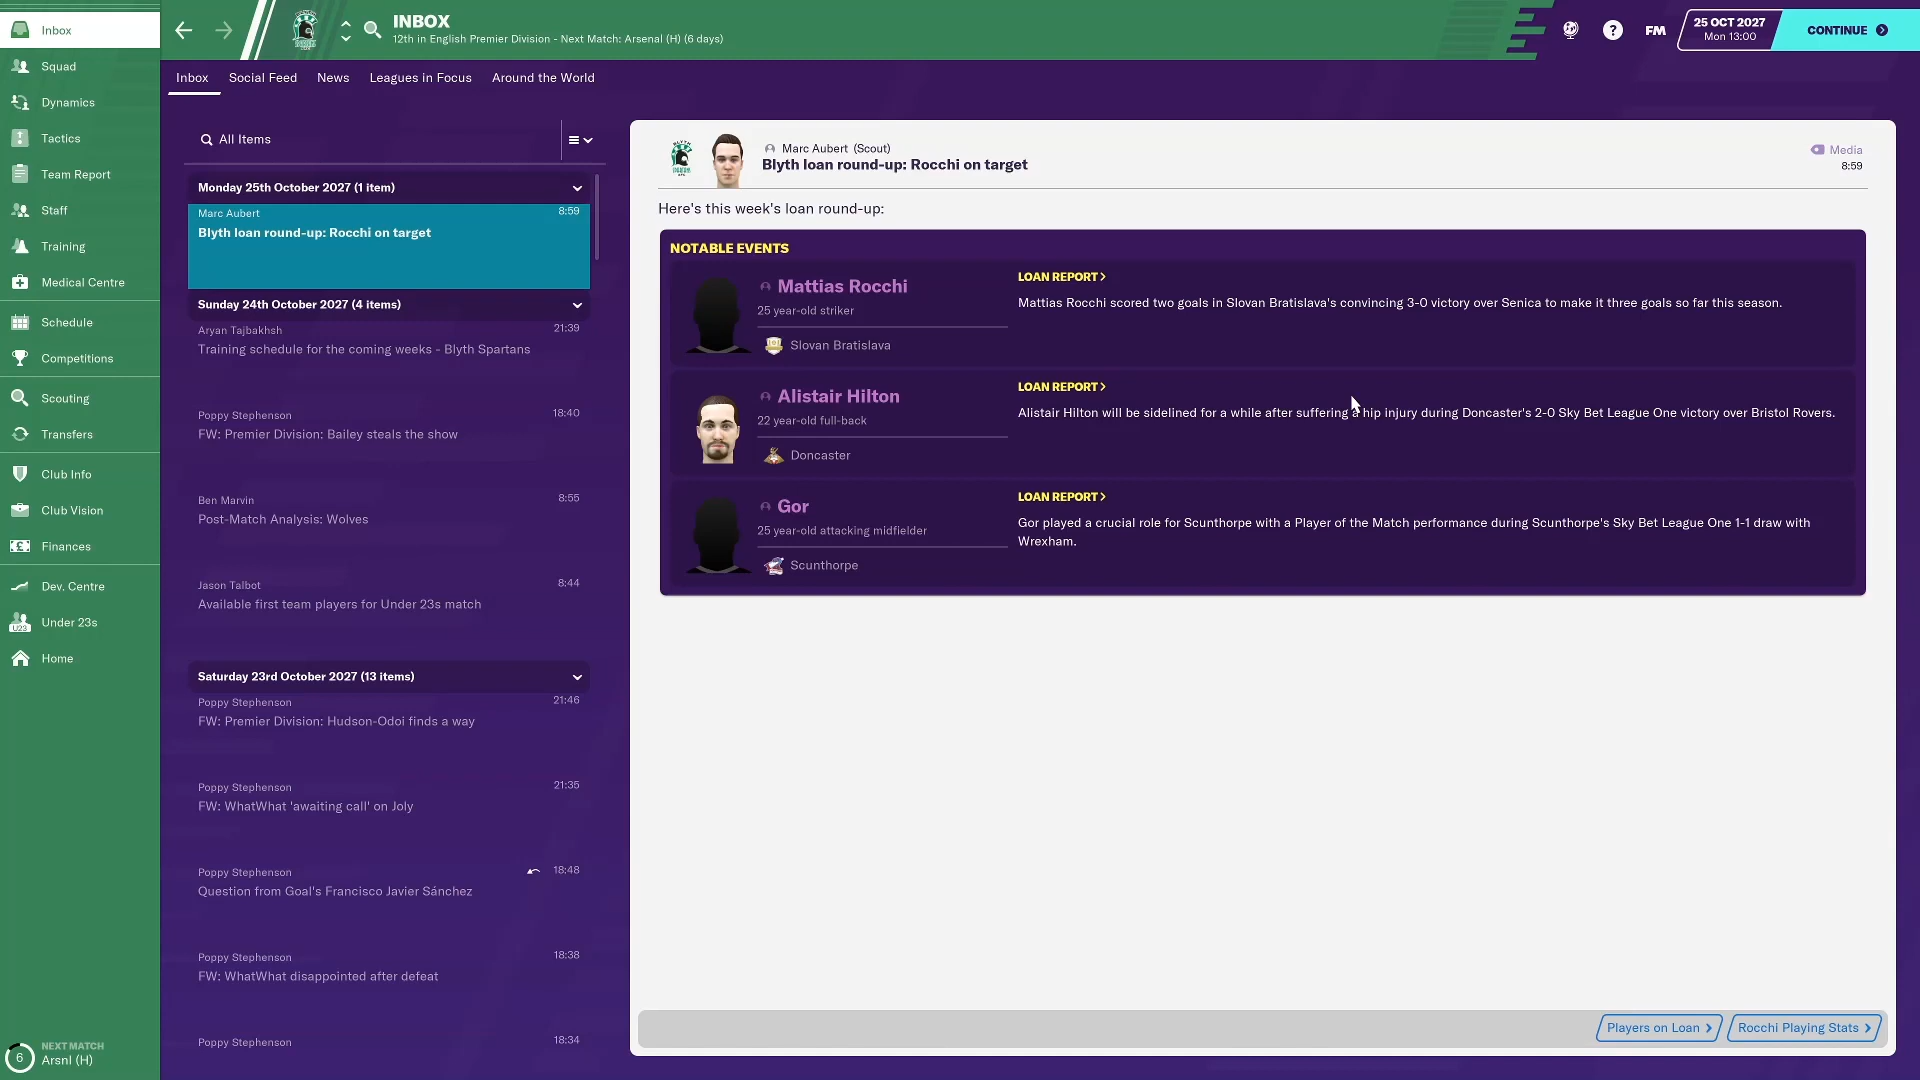 Inbox
Squad
Dynamics
Tactics
Team Report
Staff
Training
Medical Centre
Schedule
Competitions
Scouting
Transfers
Club Info
Club Vision
Finances
Dev. Centre
U23
Under 23s
Home
6
NEXT MATCH
Arsnl (H)
INBOX
12th in English Premier Division - Next Match: Arsenal (H) (6 days)
?
FM
25 OCT 2027
Mon 13:00
CONTINUE
Inbox
Social Feed
News
Leagues in Focus
Around the World
All Items
Monday 25th October 2027 (1 item)
Marc Aubert
8:59
Blyth loan round-up: Rocchi on target
Sunday 24th October 2027 (4 items)
Aryan Tajbakhsh
21:39
Training schedule for the coming weeks - Blyth Spartans
Poppy Stephenson
18:40
FW: Premier Division: Bailey steals the show
Ben Marvin
8:55
Post-Match Analysis: Wolves
Jason Talbot
8:44
Available first team players for Under 23s match
Saturday 23rd October 2027 (13 items)
Poppy Stephenson
21:46
FW: Premier Division: Hudson-Odoi finds a way
Poppy Stephenson
21:35
FW: WhatWhat 'awaiting call' on Joly
Poppy Stephenson
18:48
Question from Goal's Francisco Javier Sánchez
Poppy Stephenson
18:38
FW: WhatWhat disappointed after defeat
Poppy Stephenson
18:34
Marc Aubert (Scout)
Blyth loan round-up: Rocchi on target
Media
8:59
Here's this week's loan round-up:
NOTABLE EVENTS
Mattias Rocchi
25 year-old striker
Slovan Bratislava
LOAN REPORT >
Mattias Rocchi scored two goals in Slovan Bratislava's convincing 3-0 victory over Senica to make it three goals so far this season.
Alistair Hilton
22 year-old full-back
Doncaster
LOAN REPORT >
Alistair Hilton will be sidelined for a while after suffering a hip injury during Doncaster's 2-0 Sky Bet League One victory over Bristol Rovers.
Gor
25 year-old attacking midfielder
Scunthorpe
LOAN REPORT >
Gor played a crucial role for Scunthorpe with a Player of the Match performance during Scunthorpe's Sky Bet League One 1-1 draw with
Wrexham.
Players on Loan >
Rocchi Playing Stats >